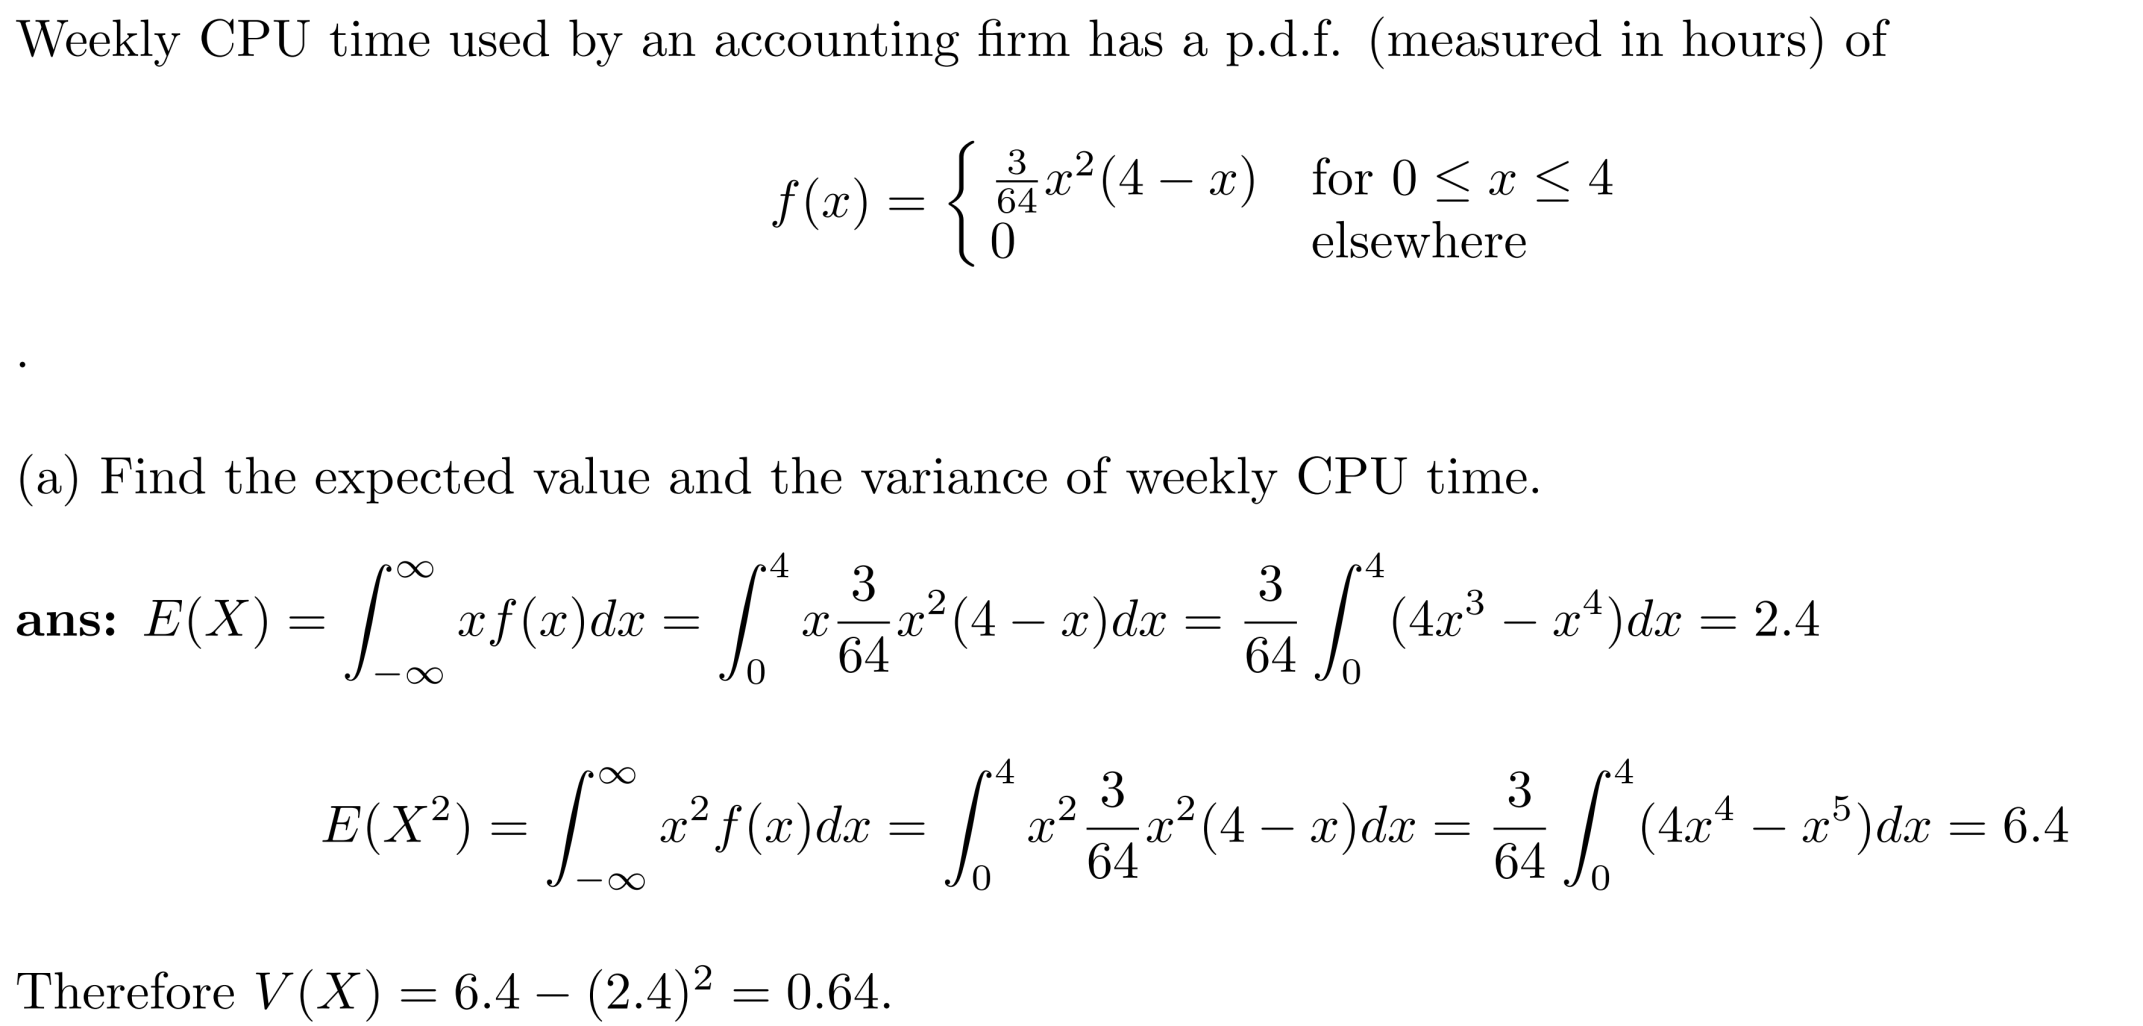 Weekly CPU time used by an accounting firm has a p.d.f. (measured in hours) of
f(x) = { 3/64 x²(4 − x) for 0 ≤ x ≤ 4
0 elsewhere
.
(a) Find the expected value and the variance of weekly CPU time.
ans: E(X) = ∫_{−∞}^{∞} xf(x)dx = ∫_0^4 x 3/64 x²(4 − x)dx = 3/64 ∫_0^4 (4x³ − x⁴)dx = 2.4
E(X²) = ∫_{−∞}^{∞} x²f(x)dx = ∫_0^4 x² 3/64 x²(4 − x)dx = 3/64 ∫_0^4 (4x⁴ − x⁵)dx = 6.4
Therefore V(X) = 6.4 − (2.4)² = 0.64.